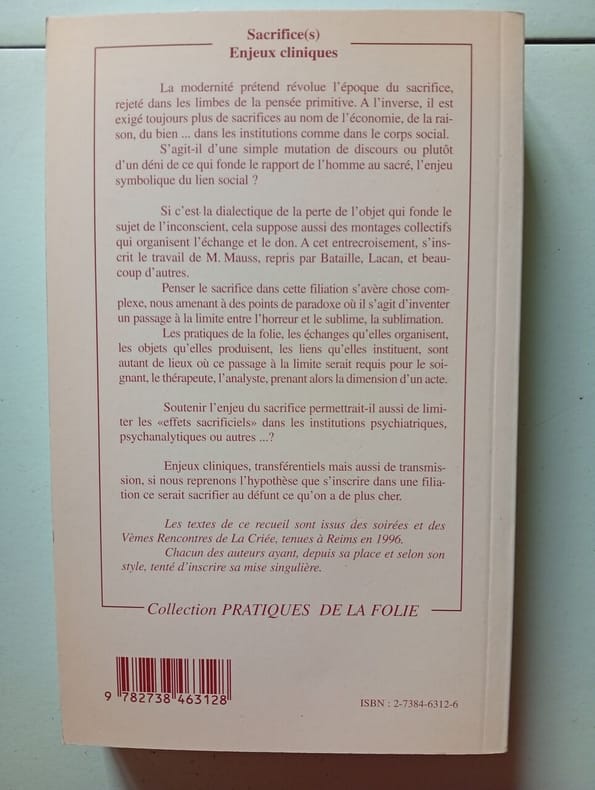 Sacrifice(s)
Enjeux cliniques
La modernité prétend révolue l'époque du sacrifice,
rejeté dans les limbes de la pensée primitive. A l'inverse, il est
exigé toujours plus de sacrifices au nom de l'économie, de la rai-
son, du bien ... dans les institutions comme dans le corps social.
S'agit-il d'une simple mutation de discours ou plutôt
d'un déni de ce qui fonde le rapport de l'homme au sacré, l'enjeu
symbolique du lien social ?
Si c'est la dialectique de la perte de l'objet qui fonde le
sujet de l'inconscient, cela suppose aussi des montages collectifs
qui organisent l'échange et le don. A cet entrecroisement, s'ins-
crit le travail de M. Mauss, repris par Bataille, Lacan, et beau-
coup d'autres.
Penser le sacrifice dans cette filiation s'avère chose com-
plexe, nous amenant à des points de paradoxe où il s'agit d'inventer
un passage à la limite entre l'horreur et le sublime, la sublimation.
Les pratiques de la folie, les échanges qu'elles organisent,
les objets qu'elles produisent, les liens qu'elles instituent, sont
autant de lieux où ce passage à la limite serait requis pour le soi-
gnant, le thérapeute, l'analyste, prenant alors la dimension d'un acte.
Soutenir l'enjeu du sacrifice permettrait-il aussi de limi-
ter les «effets sacrificiels» dans les institutions psychiatriques,
psychanalytiques ou autres ...?
Enjeux cliniques, transférentiels mais aussi de transmis-
sion, si nous reprenons l'hypothèse que s'inscrire dans une filia-
tion ce serait sacrifier au défunt ce qu'on a de plus cher.
Les textes de ce recueil sont issus des soirées et des
Vèmes Rencontres de La Criée, tenues à Reims en 1996.
Chacun des auteurs ayant, depuis sa place et selon son
style, tenté d'inscrire sa mise singulière.
Collection PRATIQUES DE LA FOLIE
9 782738 463128
ISBN : 2-7384-6312-6